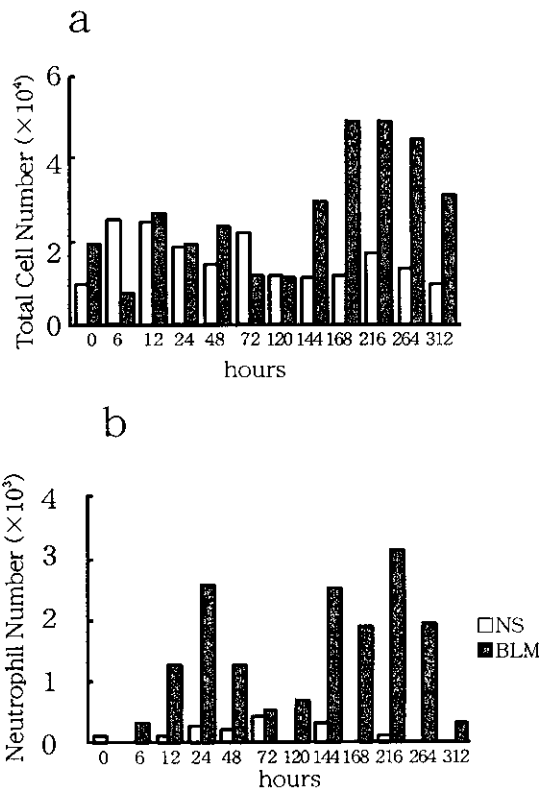 a
Total Cell Number (×10⁴)
6
4
2
0
0 6 12 24 48 72 120 144 168 216 264 312
hours
b
Neutrophil Number (×10³)
4
3
2
1
0
0 6 12 24 48 72 120 144 168 216 264 312
hours
□NS
■BLM